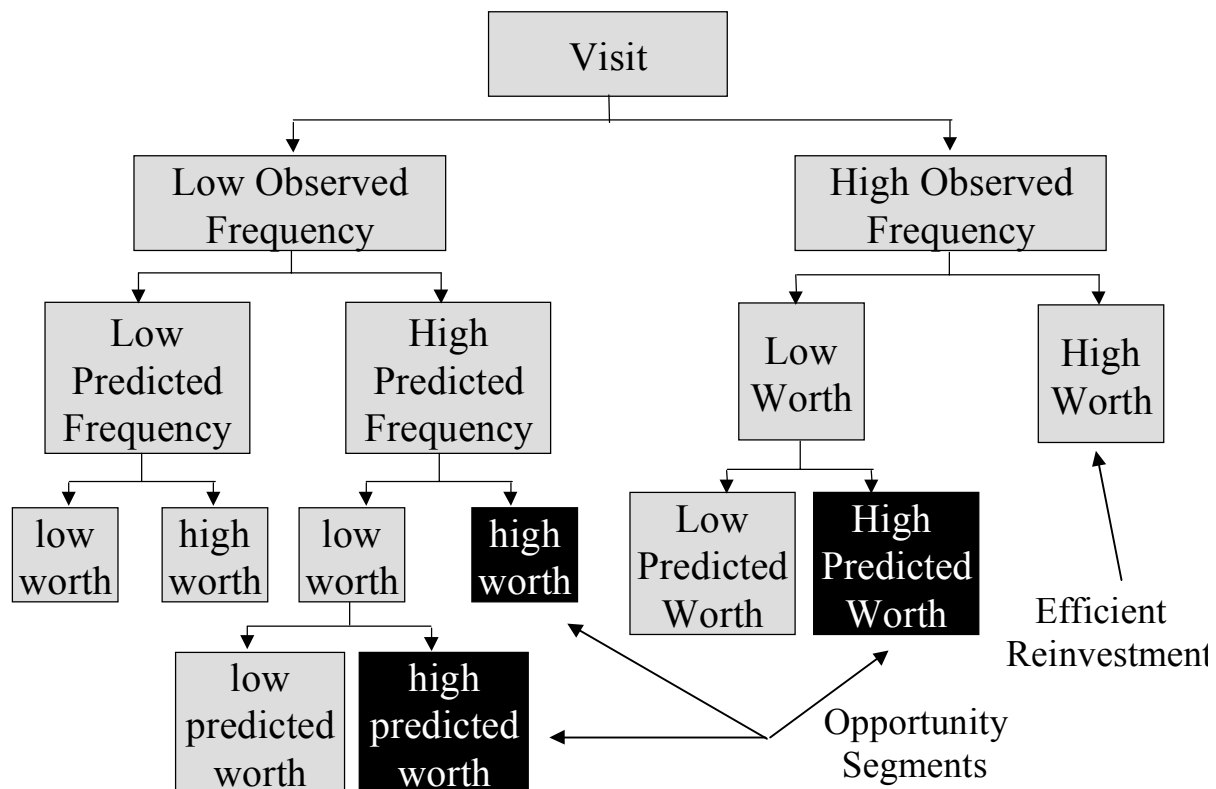 Visit
Low Observed
Frequency
High Observed
Frequency
Low
Predicted
Frequency
High
Predicted
Frequency
Low
Worth
High
Worth
low
worth
high
worth
low
worth
high
worth
Low
Predicted
Worth
High
Predicted
Worth
Efficient
Reinvestment
low
predicted
worth
high
predicted
worth
Opportunity
Segments